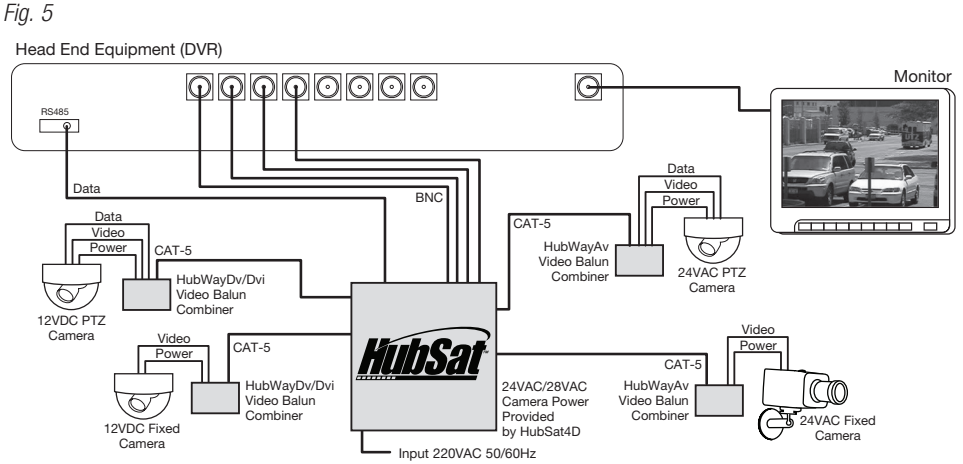 Fig. 5
Head End Equipment (DVR)
Monitor
RS485
Data
BNC
Data
Video
Power
CAT-5
HubWayDv/Dvi
Video Balun
Combiner
12VDC PTZ
Camera
Data
Video
Power
CAT-5
HubWayAv
Video Balun
Combiner
24VAC PTZ
Camera
HubSat™
Video
Power
CAT-5
HubWayDv/Dvi
Video Balun
Combiner
12VDC Fixed
Camera
24VAC/28VAC
Camera Power
Provided
by HubSat4D
Video
Power
CAT-5
HubWayAv
Video Balun
Combiner
24VAC Fixed
Camera
Input 220VAC 50/60Hz